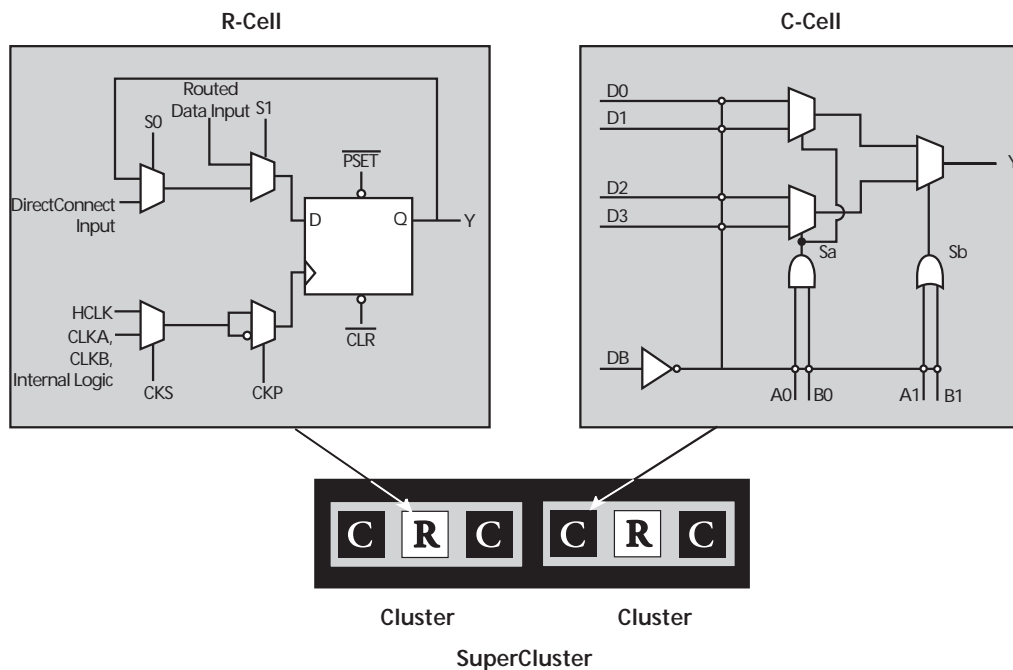 R-Cell
Routed
Data Input
S1
S0
PSET
DirectConnect
Input
D
Q
Y
HCLK
CLKA,
CLKB,
Internal Logic
CLR
CKS
CKP
C-Cell
D0
D1
D2
D3
Y
Sa
Sb
DB
A0
B0
A1
B1
C R C
C R C
Cluster
Cluster
SuperCluster